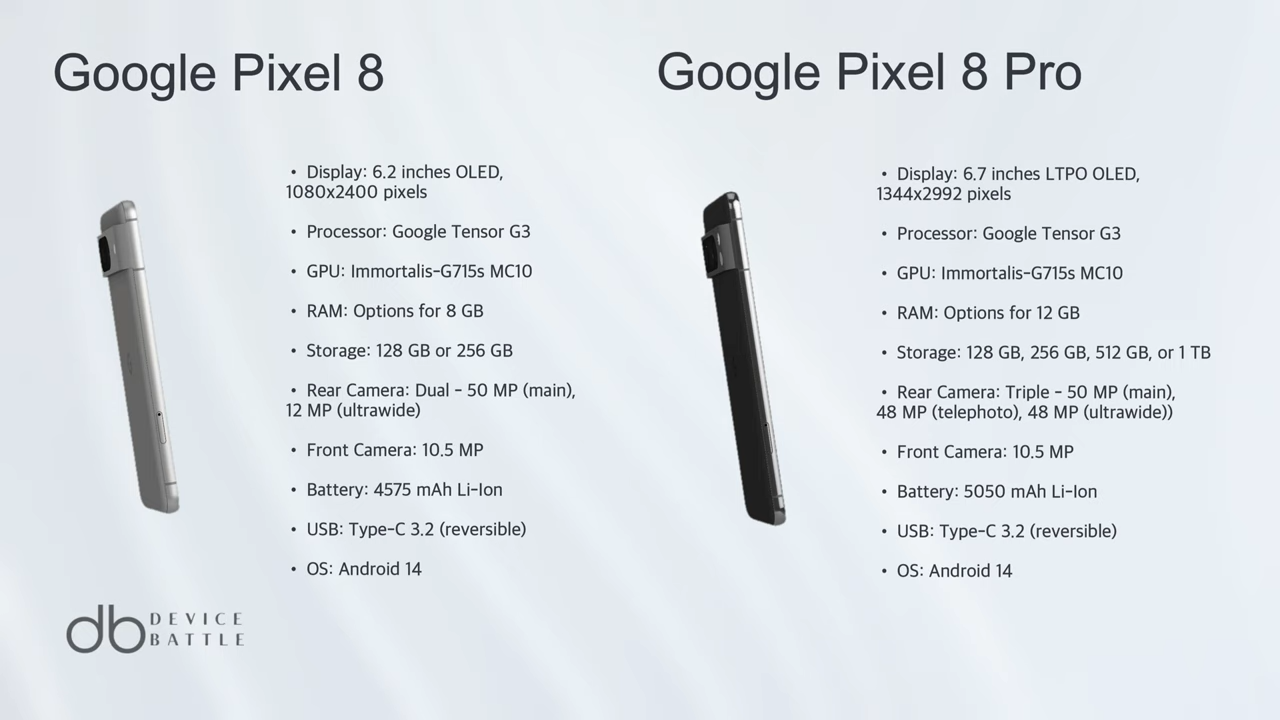 Google Pixel 8
• Display: 6.2 inches OLED,
1080x2400 pixels
• Processor: Google Tensor G3
• GPU: Immortalis-G715s MC10
• RAM: Options for 8 GB
• Storage: 128 GB or 256 GB
• Rear Camera: Dual - 50 MP (main),
12 MP (ultrawide)
• Front Camera: 10.5 MP
• Battery: 4575 mAh Li-Ion
• USB: Type-C 3.2 (reversible)
• OS: Android 14
Google Pixel 8 Pro
• Display: 6.7 inches LTPO OLED,
1344x2992 pixels
• Processor: Google Tensor G3
• GPU: Immortalis-G715s MC10
• RAM: Options for 12 GB
• Storage: 128 GB, 256 GB, 512 GB, or 1 TB
• Rear Camera: Triple - 50 MP (main),
48 MP (telephoto), 48 MP (ultrawide))
• Front Camera: 10.5 MP
• Battery: 5050 mAh Li-Ion
• USB: Type-C 3.2 (reversible)
• OS: Android 14
db DEVICE
BATTLE